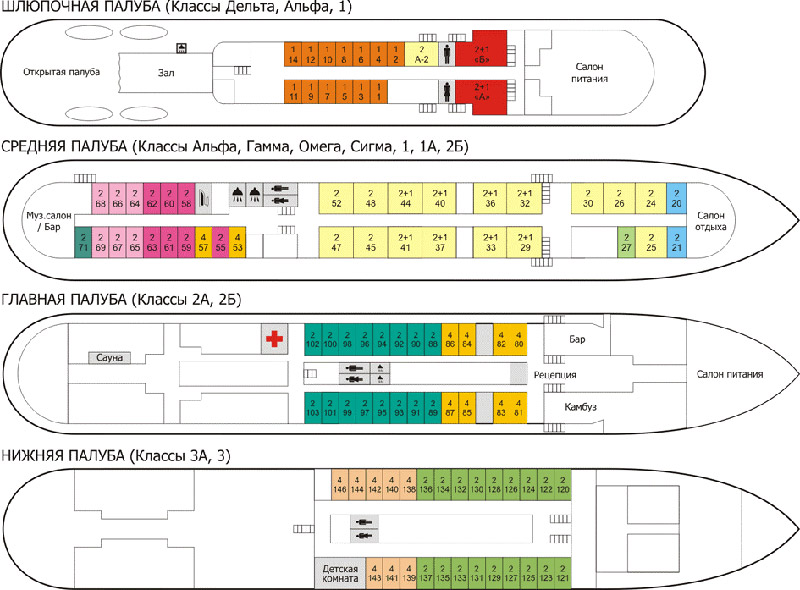 ШЛЮПОЧНАЯ ПАЛУБА (Классы Дельта, Альфа, 1)
1 1 1 1 1 1 1 2 2+1
14 12 10 8 6 4 2 А-2 «Б»
Открытая палуба
Зал
Салон
питания
1 1 1 1 1 1 2+1
11 9 7 5 3 1 «А»
СРЕДНЯЯ ПАЛУБА (Классы Альфа, Гамма, Омега, Сигма, 1, 1А, 2Б)
2 2 2 2 2 2 2 2 2+1 2+1 2+1 2+1 2 2 2 2
68 66 64 62 60 58 52 48 44 40 36 32 30 26 24 20
Муз.салон
/ Бар
Салон
отдыха
2 2 2 2 2 2 2 4 2 4 2 2 2+1 2+1 2+1 2+1 2 2 2
71 69 67 65 63 61 59 57 55 53 47 45 41 37 33 29 27 25 21
ГЛАВНАЯ ПАЛУБА (Классы 2А, 2Б)
2 2 2 2 2 2 2 2 4 4 4 4
102 100 98 96 94 92 90 88 86 84 82 80
Бар
Сауна
Рецепция
Салон питания
2 2 2 2 2 2 2 2 4 4 4 4
103 101 99 97 95 93 91 89 87 85 83 81
Камбуз
НИЖНЯЯ ПАЛУБА (Классы 3А, 3)
4 4 4 4 4 2 2 2 2 2 2 2 2 2
146 144 142 140 138 136 134 132 130 128 126 124 122 120
Детская
комната
4 4 4 2 2 2 2 2 2 2 2 2
143 141 139 137 135 133 131 129 127 125 123 121